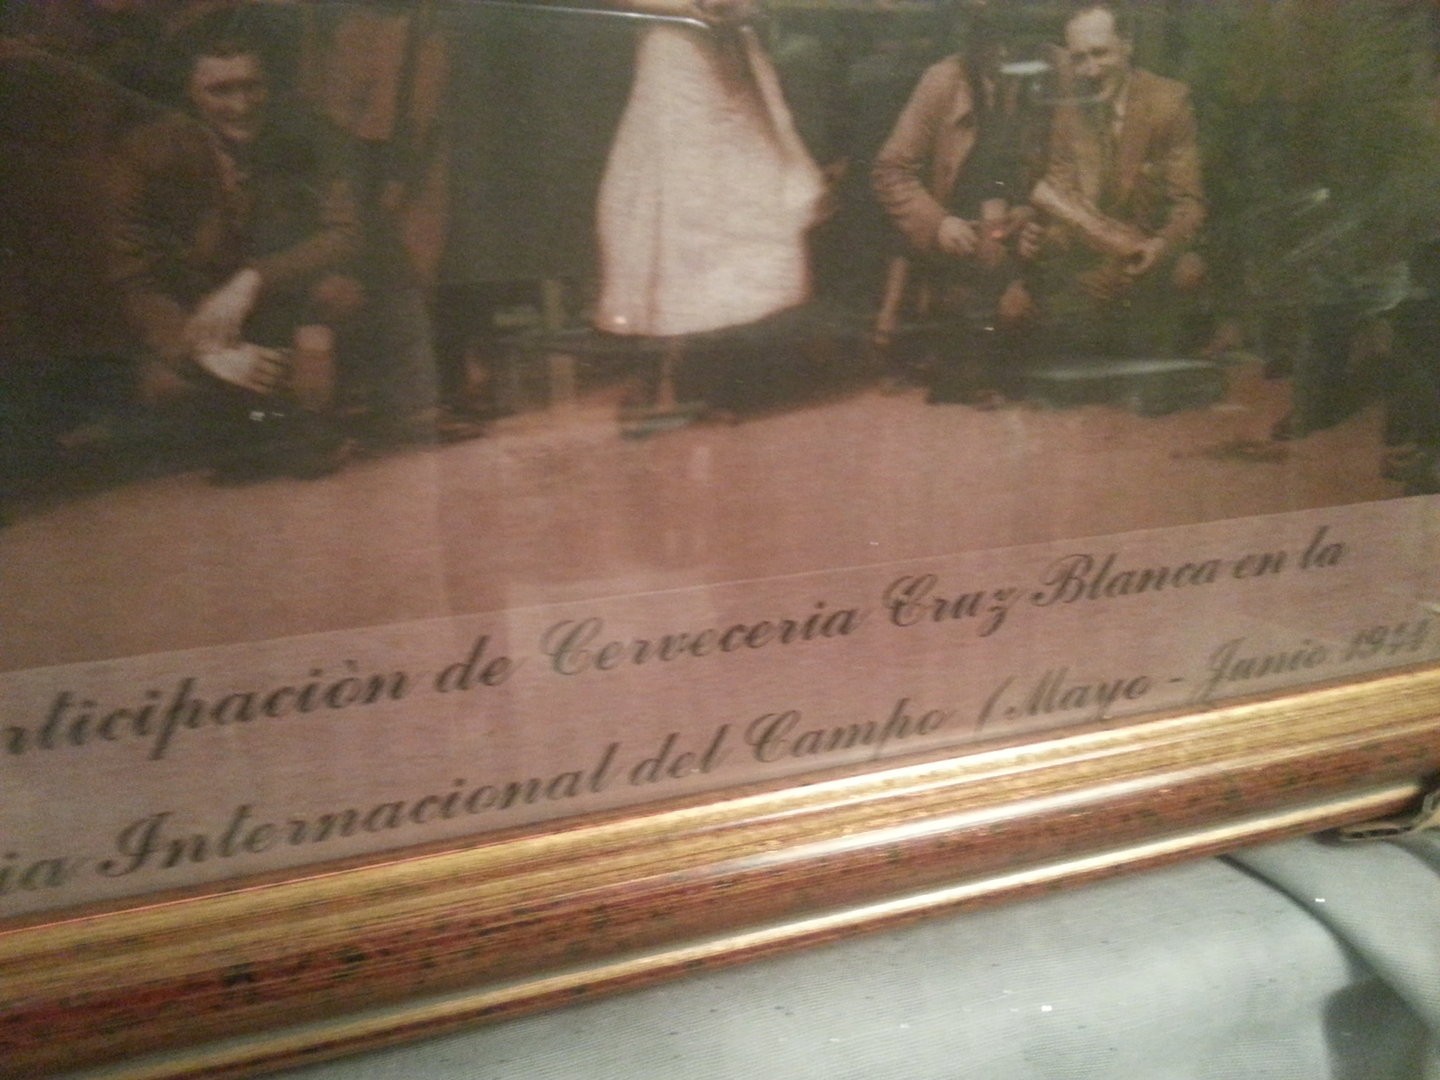 rticipaciòn de Cerveceria Cruz Blanca en la
ia Internacional del Campo (Mayo - Junio